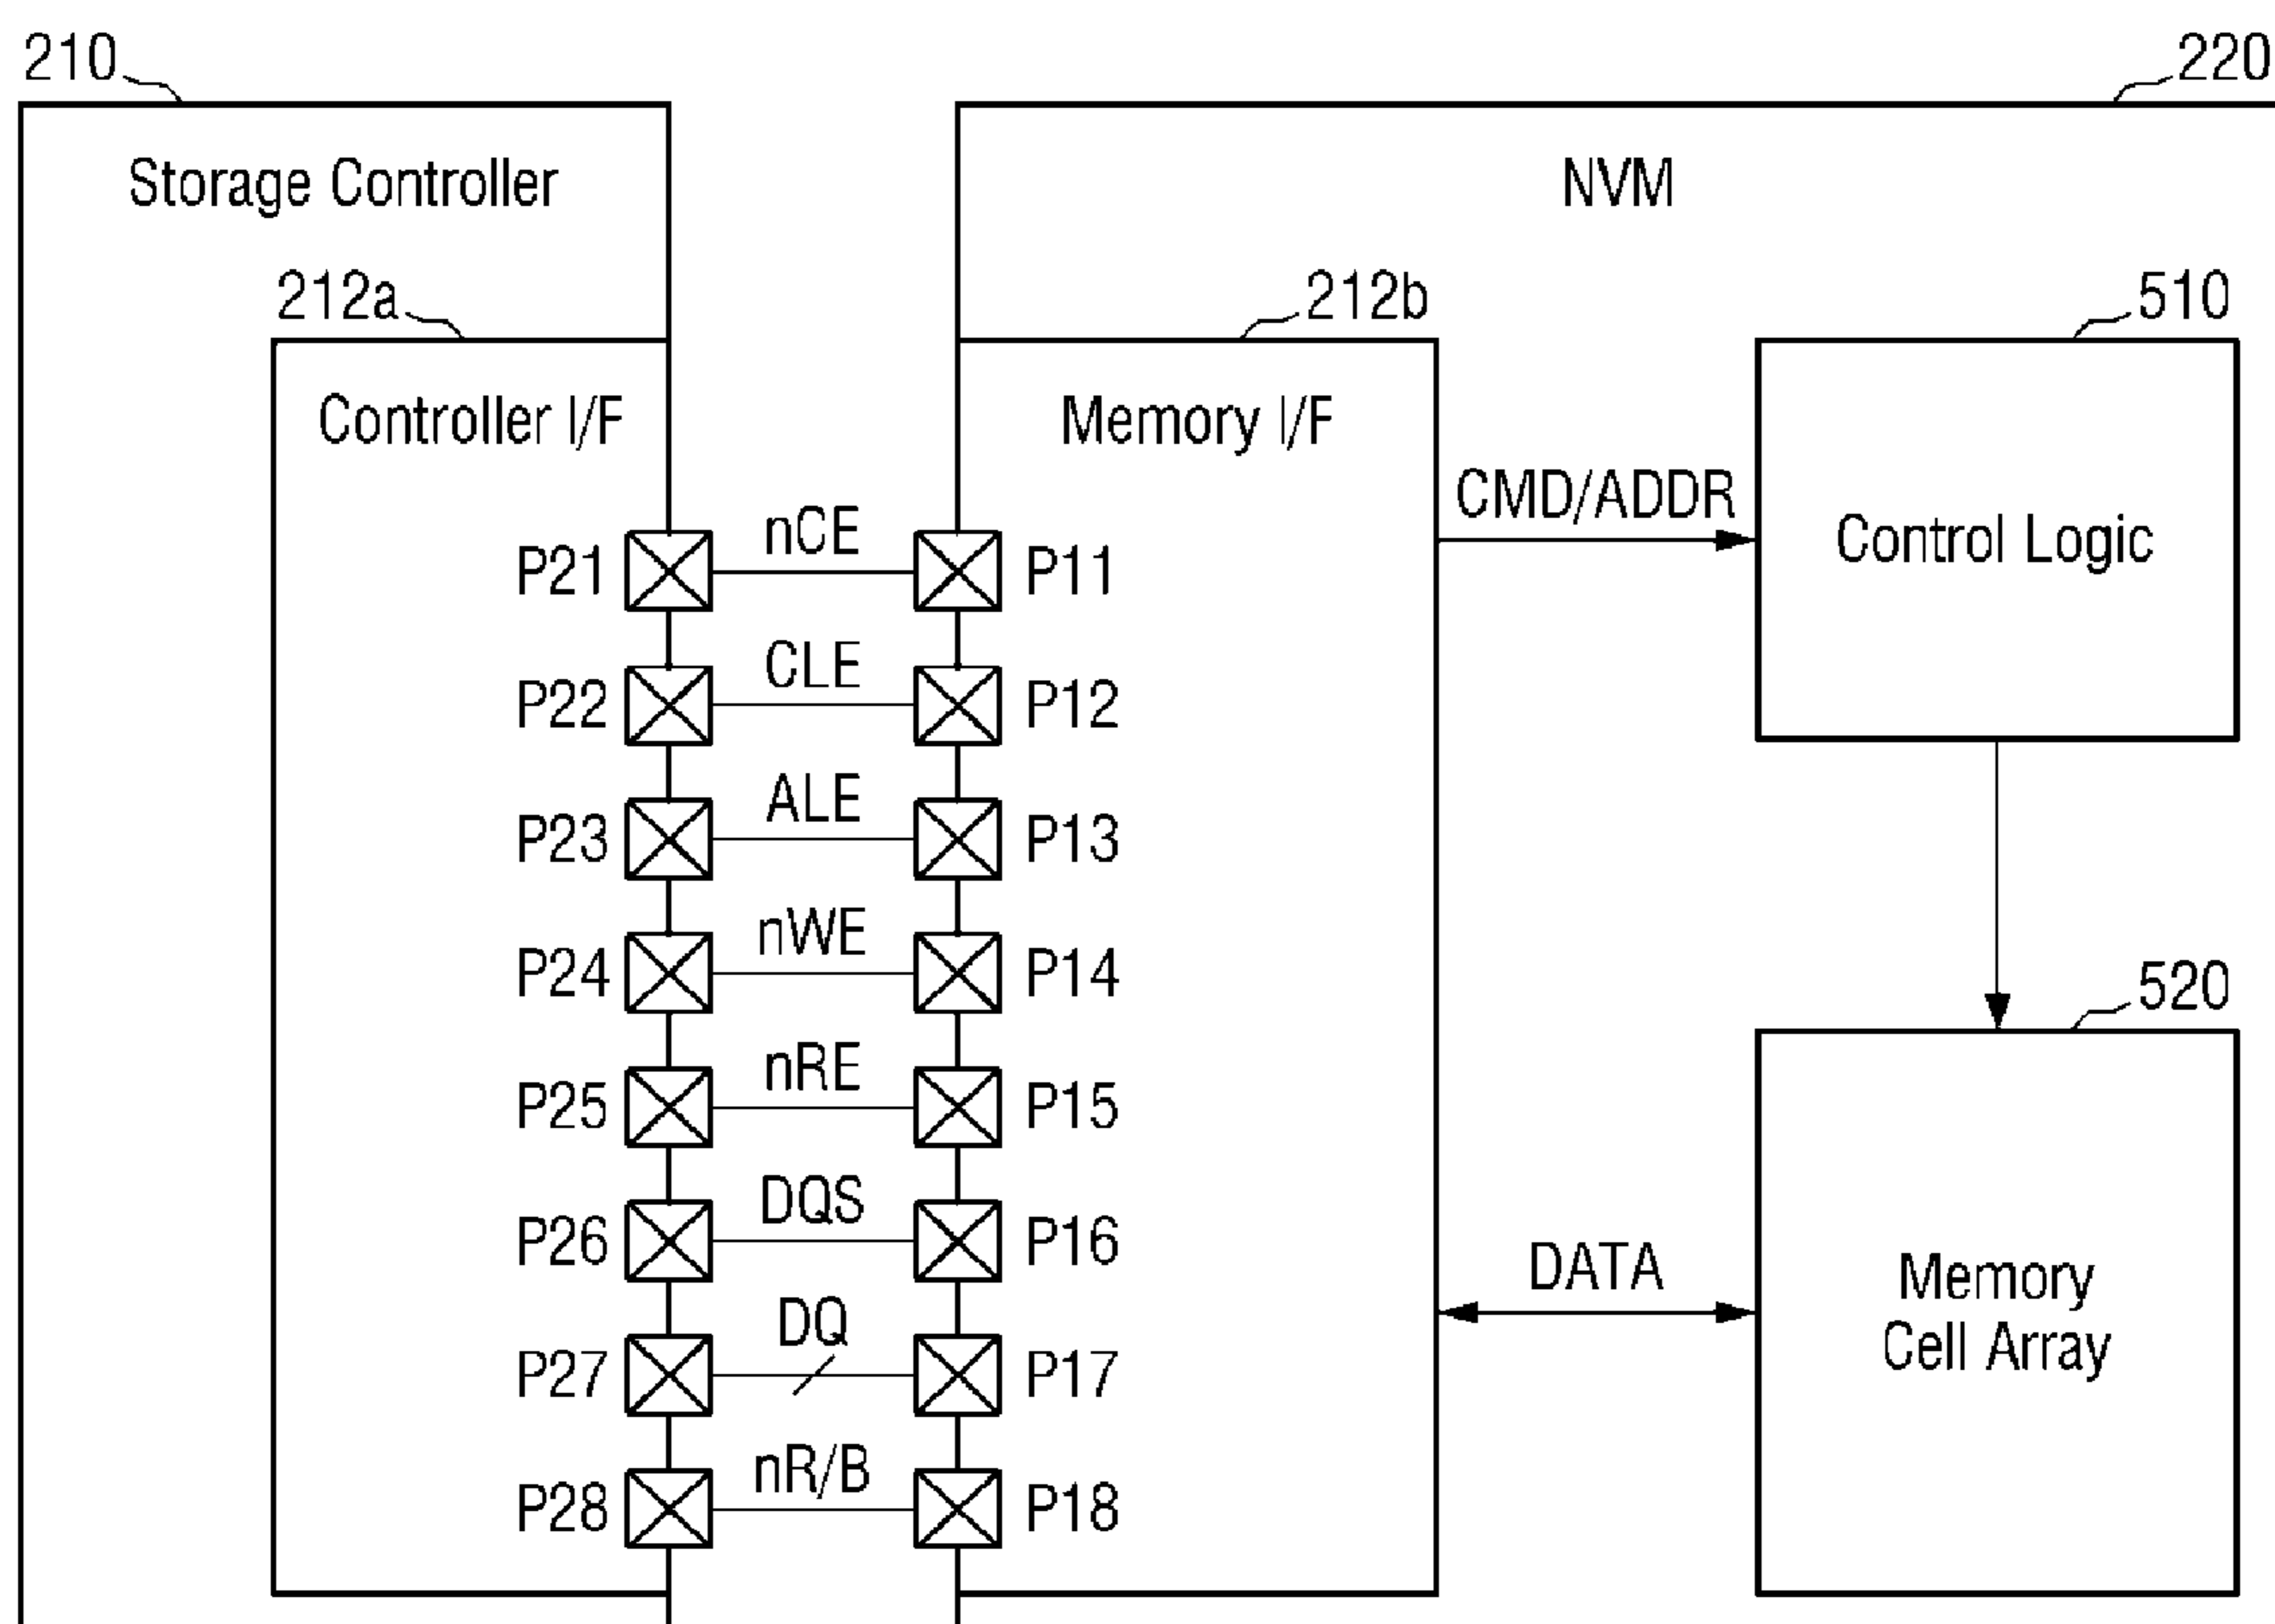 210
220
Storage Controller
NVM
212a
212b
510
Controller I/F
Memory I/F
CMD/ADDR
Control Logic
P21
nCE
P11
P22
CLE
P12
P23
ALE
P13
P24
nWE
P14
520
P25
nRE
P15
P26
DQS
P16
DATA
Memory
Cell Array
P27
DQ
P17
P28
nR/B
P18